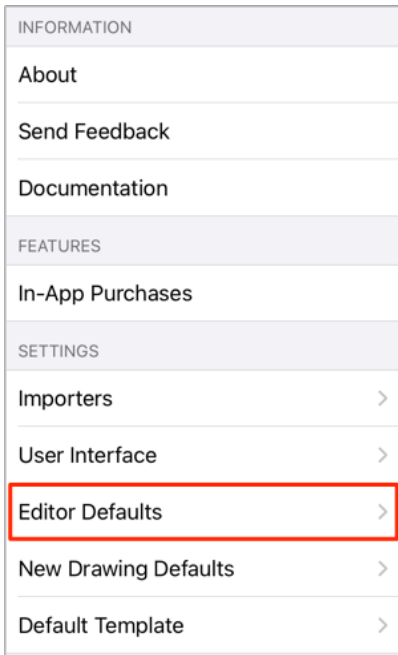 INFORMATION
About
Send Feedback
Documentation
FEATURES
In-App Purchases
SETTINGS
Importers
User Interface
Editor Defaults
New Drawing Defaults
Default Template